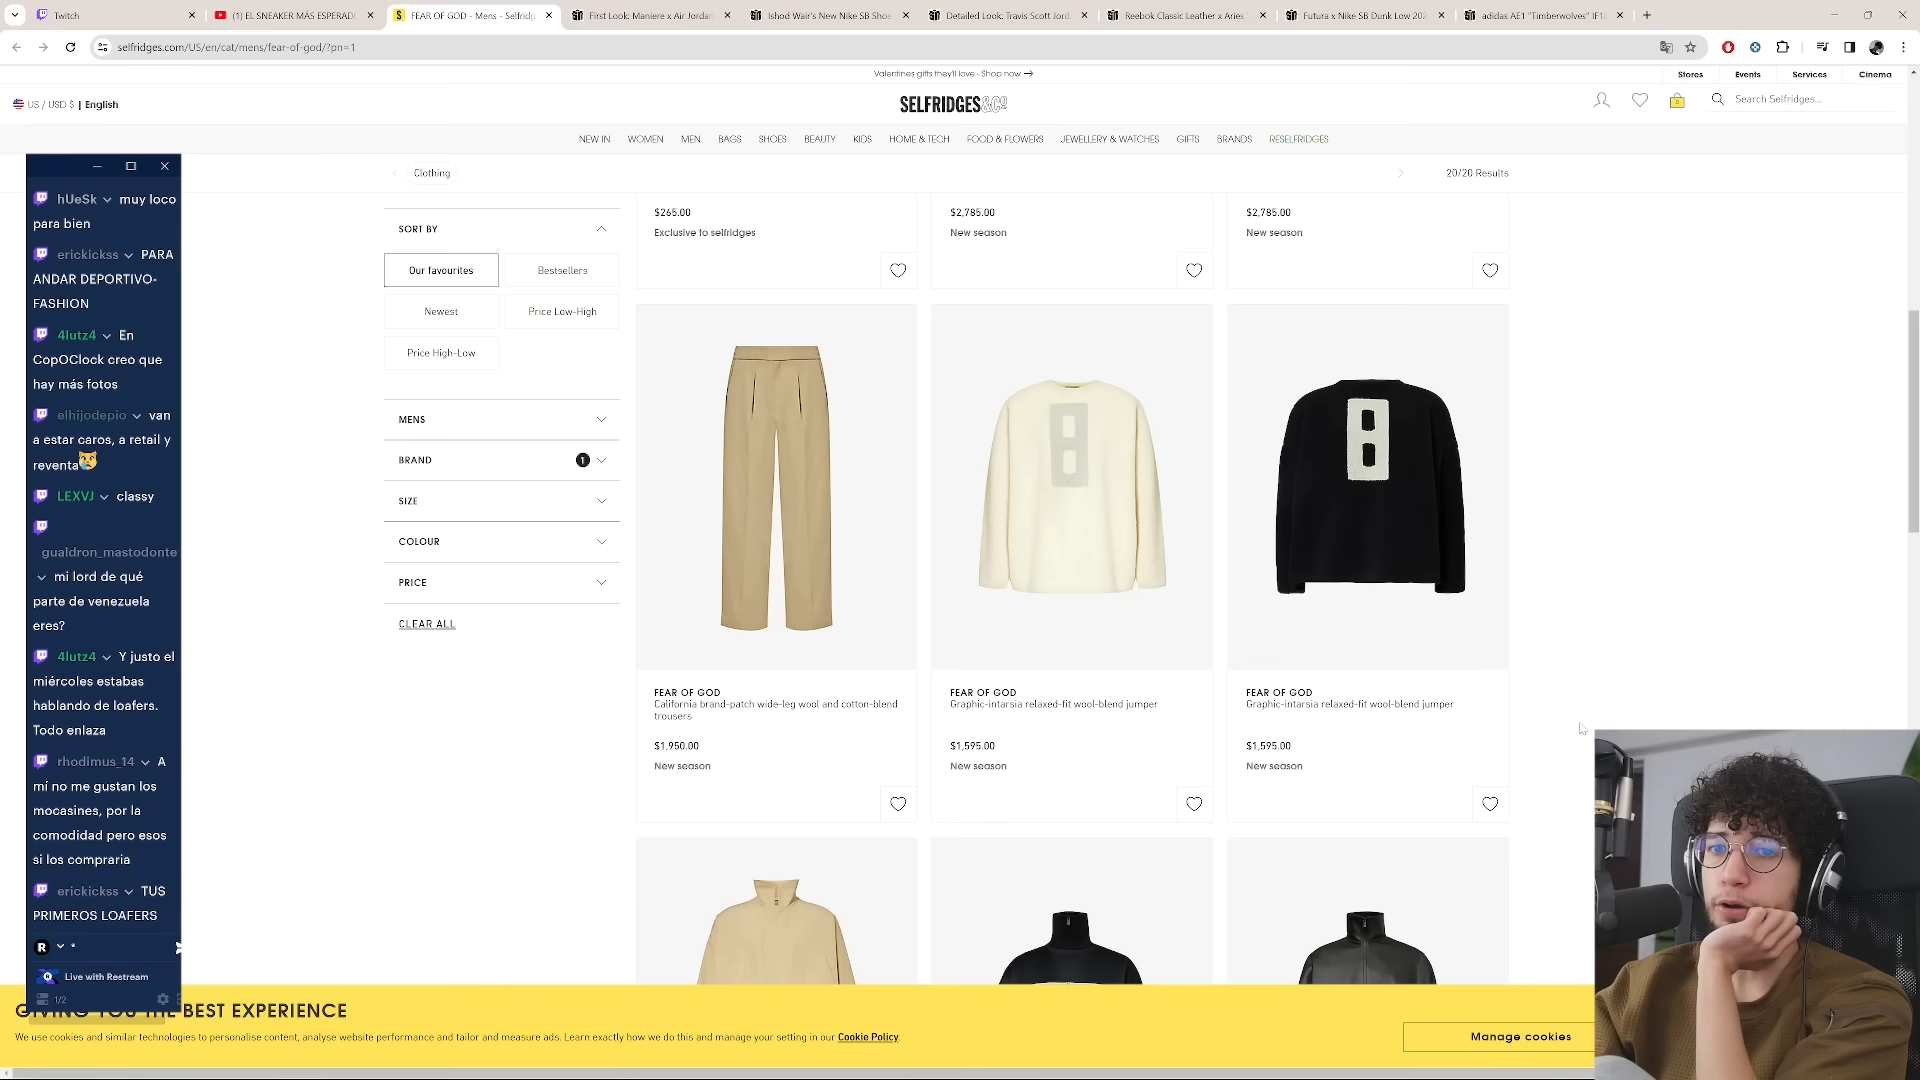 Twitch
(1) EL SNEAKER MÁS ESPERAD
FEAR OF GOD - Mens - Selfridg
First Look: Maniere x Air Jordan
Ishod Wair's New Nike SB Shoe
Detailed Look: Travis Scott Jord
Reebok Classic Leather x Aries
Futura x Nike SB Dunk Low 202
adidas AE1 "Timberwolves" IF18
selfridges.com/US/en/cat/mens/fear-of-god/?pn=1
Valentines gifts they'll love - Shop now
Stores Events Services Cinema
US / USD $ | English
SELFRIDGES&Co
0
Search Selfridges...
NEW IN WOMEN MEN BAGS SHOES BEAUTY KIDS HOME & TECH FOOD & FLOWERS JEWELLERY & WATCHES GIFTS BRANDS RESELFRIDGES
Clothing
20/20 Results
hUeSk muy loco
para bien
erickickss PARA
ANDAR DEPORTIVO-
FASHION
4lutz4 En
CopOClock creo que
hay más fotos
elhijodepio van
a estar caros, a retail y
reventa
LEXVJ classy
gualdron_mastodonte
mi lord de qué
parte de venezuela
eres?
4lutz4 Y justo el
miércoles estabas
hablando de loafers.
Todo enlaza
rhodimus_14 A
mí no me gustan los
mocasines, por la
comodidad pero esos
si los compraria
erickickss TUS
PRIMEROS LOAFERS
R
Live with Restream
1/2
SORT BY
Our favourites
Bestsellers
Newest
Price Low-High
Price High-Low
MENS
BRAND 1
SIZE
COLOUR
PRICE
CLEAR ALL
$265.00
Exclusive to selfridges
$2,785.00
New season
$2,785.00
New season
8
8
FEAR OF GOD
California brand-patch wide-leg wool and cotton-blend
trousers
$1,950.00
New season
FEAR OF GOD
Graphic-intarsia relaxed-fit wool-blend jumper
$1,595.00
New season
FEAR OF GOD
Graphic-intarsia relaxed-fit wool-blend jumper
$1,595.00
New season
GIVING YOU THE BEST EXPERIENCE
We use cookies and similar technologies to personalise content, analyse website performance and tailor and measure ads. Learn exactly how we do this and manage your setting in our Cookie Policy.
Manage cookies